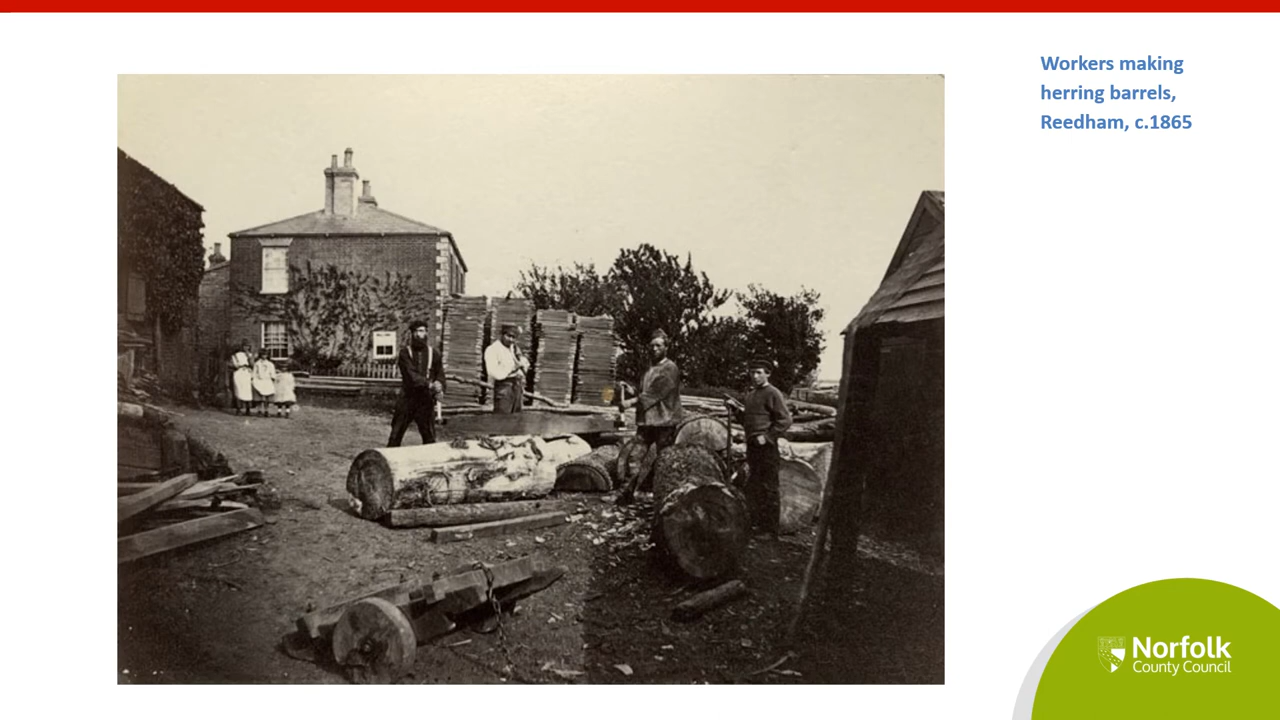 Workers making
herring barrels,
Reedham, c.1865
Norfolk
County Council